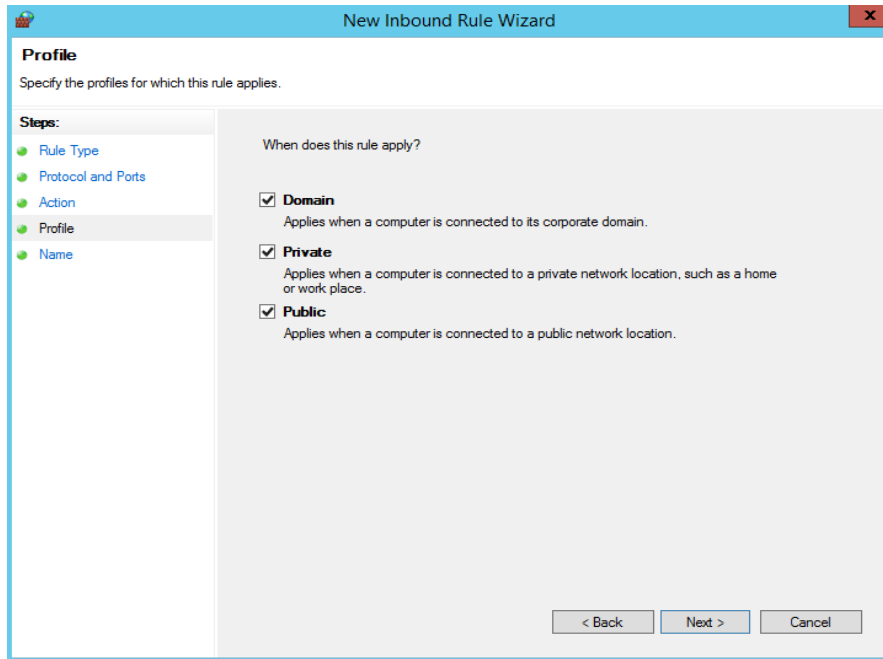 New Inbound Rule Wizard
x
Profile
Specify the profiles for which this rule applies.
Steps:
Rule Type
Protocol and Ports
Action
Profile
Name
When does this rule apply?
Domain
Applies when a computer is connected to its corporate domain.
Private
Applies when a computer is connected to a private network location, such as a home
or work place.
Public
Applies when a computer is connected to a public network location.
< Back
Next >
Cancel